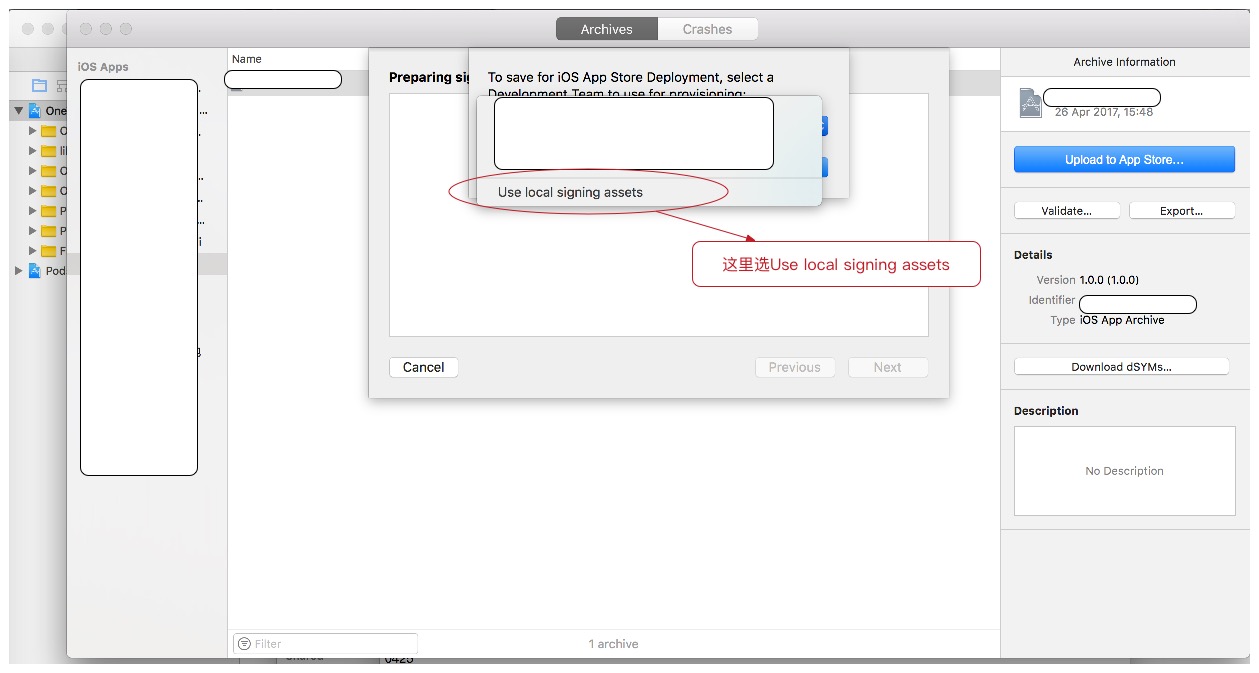 Archives
Crashes
iOS Apps
Name
Archive Information
26 Apr 2017, 15:48
Preparing
To save for iOS App Store Deployment, select a
Development Team to use for provisioning:
Use local signing assets
这里选Use local signing assets
Cancel
Previous
Next
Upload to App Store...
Validate...
Export...
Details
Version 1.0.0 (1.0.0)
Identifier
Type iOS App Archive
Download dSYMs...
Description
No Description
One
...
O
O
O
P
P
F
Pod
Filter
1 archive
Shared
0425